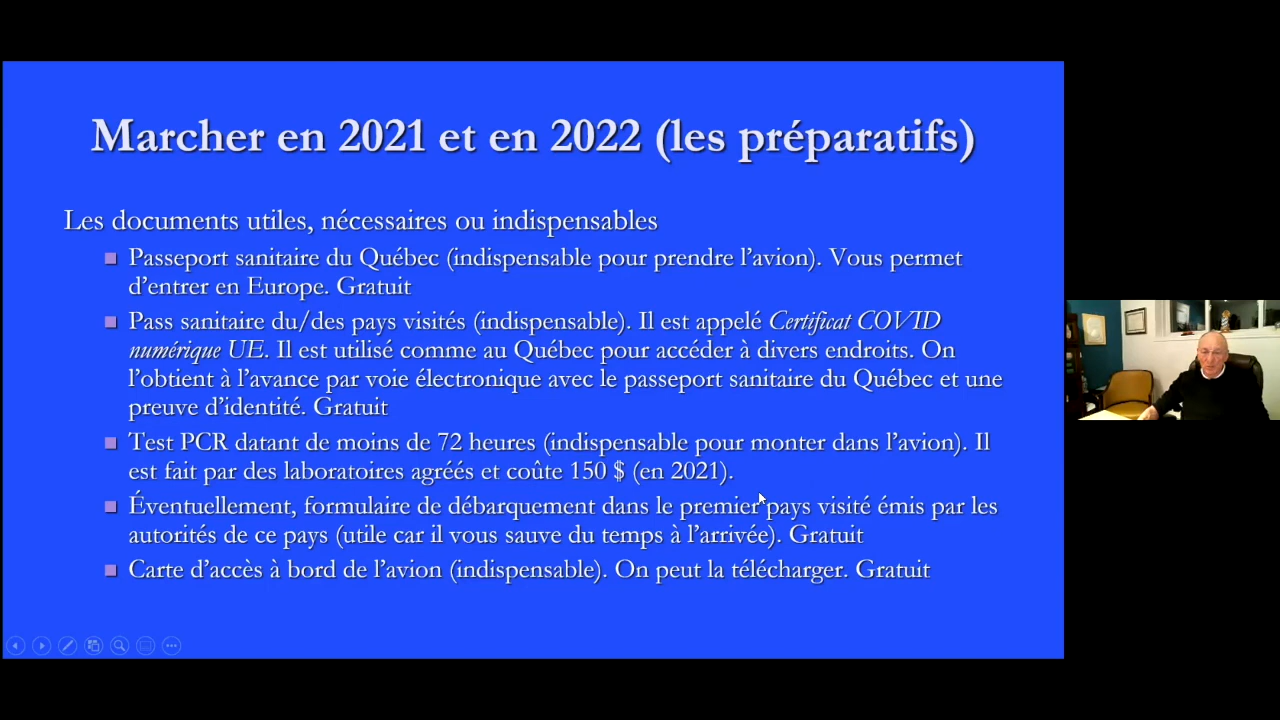 Marcher en 2021 et en 2022 (les préparatifs)
Les documents utiles, nécessaires ou indispensables
Passeport sanitaire du Québec (indispensable pour prendre l'avion). Vous permet
d'entrer en Europe. Gratuit
Pass sanitaire du/des pays visités (indispensable). Il est appelé Certificat COVID
numérique UE. Il est utilisé comme au Québec pour accéder à divers endroits. On
l'obtient à l'avance par voie électronique avec le passeport sanitaire du Québec et une
preuve d'identité. Gratuit
Test PCR datant de moins de 72 heures (indispensable pour monter dans l'avion). Il
est fait par des laboratoires agréés et coûte 150 $ (en 2021).
Éventuellement, formulaire de débarquement dans le premier pays visité émis par les
autorités de ce pays (utile car il vous sauve du temps à l'arrivée). Gratuit
Carte d'accès à bord de l'avion (indispensable). On peut la télécharger. Gratuit